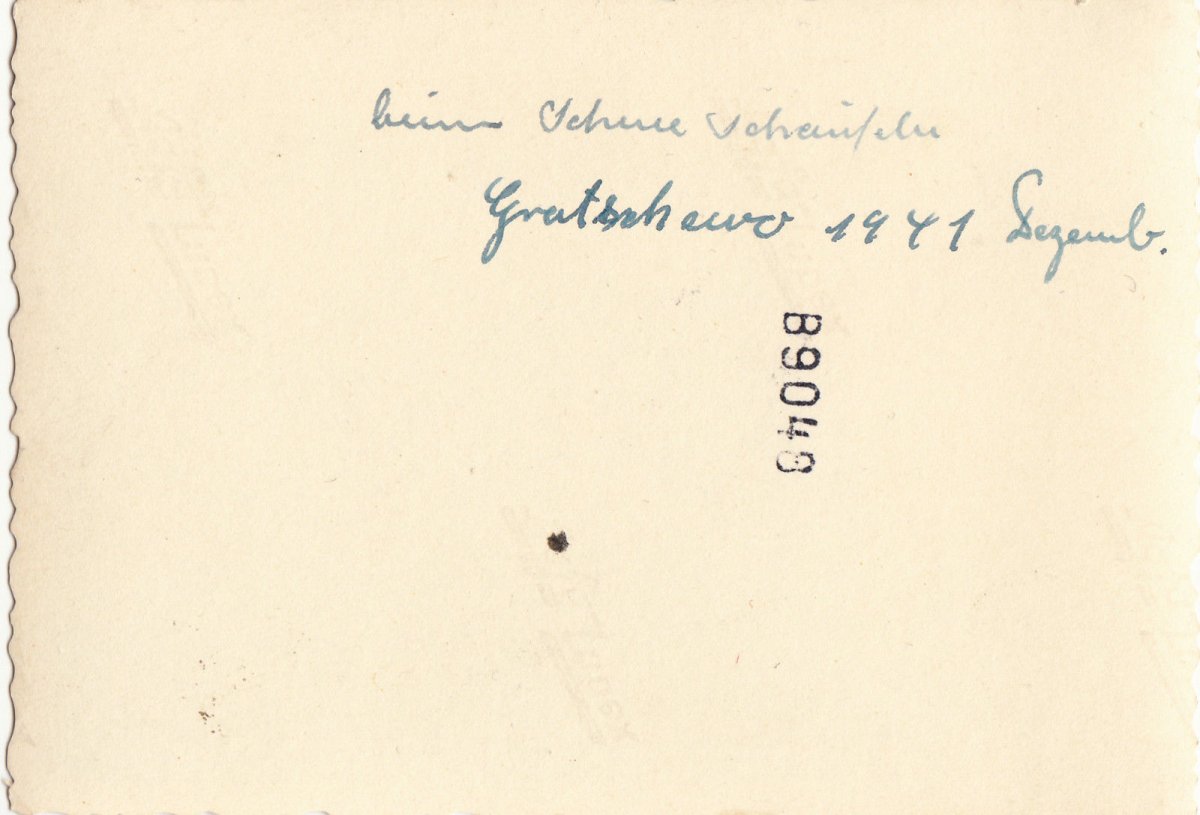 beim Schnee Schaufeln
Gratschewo 1941 Dezemb.
89048